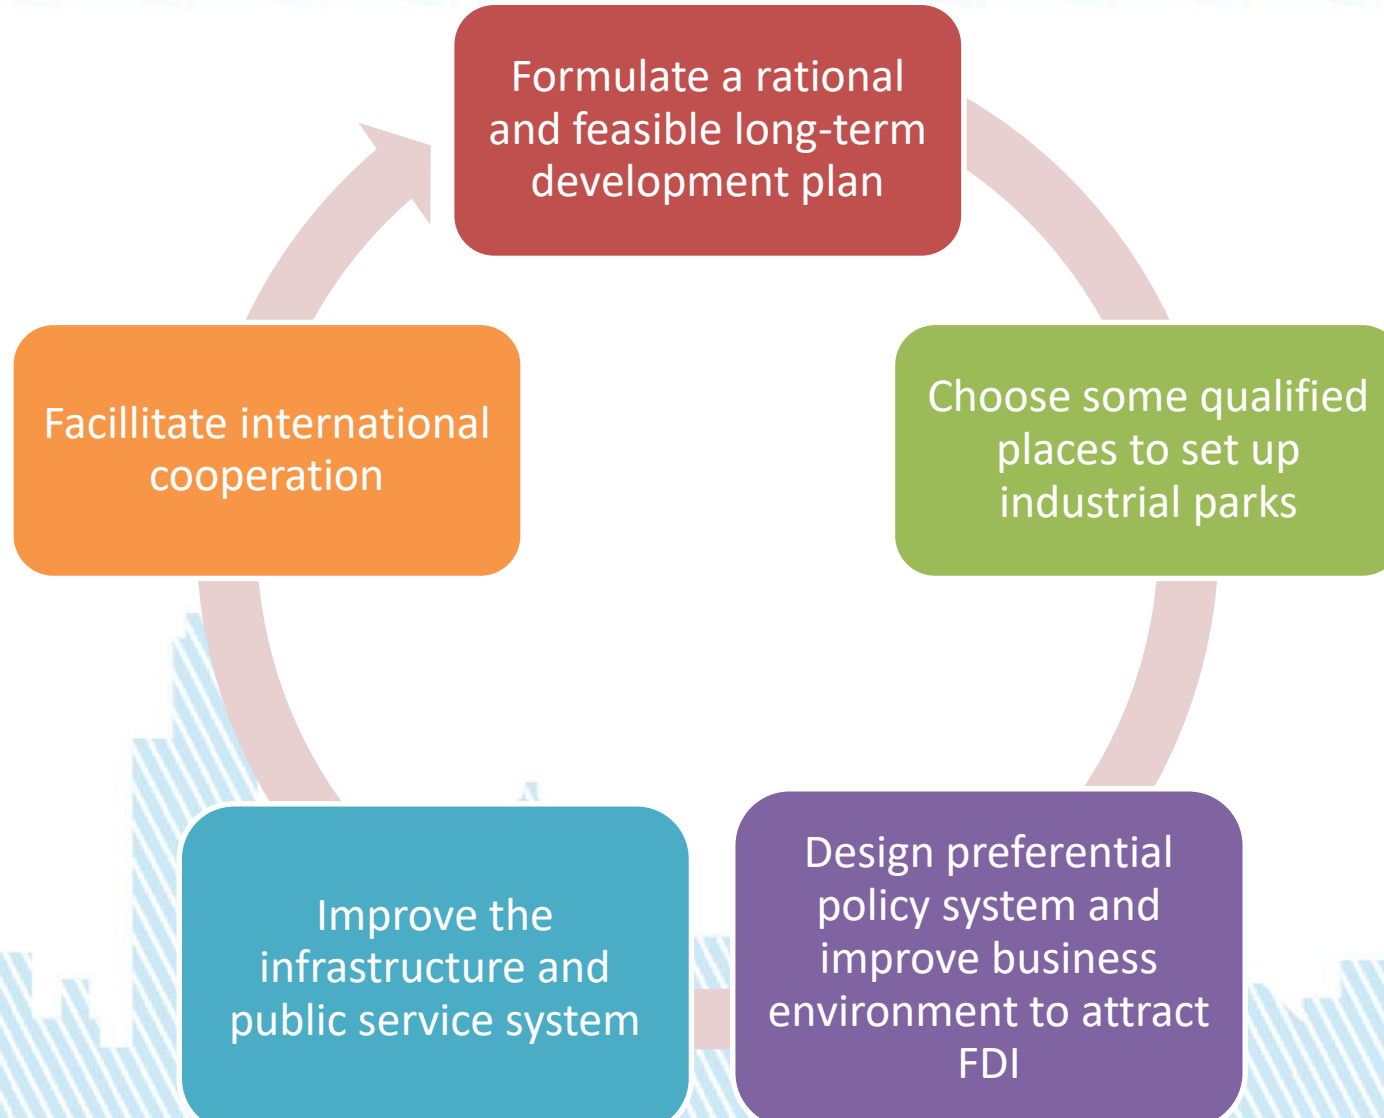 Formulate a rational
and feasible long-term
development plan
Choose some qualified
places to set up
industrial parks
Design preferential
policy system and
improve business
environment to attract
FDI
Improve the
infrastructure and
public service system
Facillitate international
cooperation